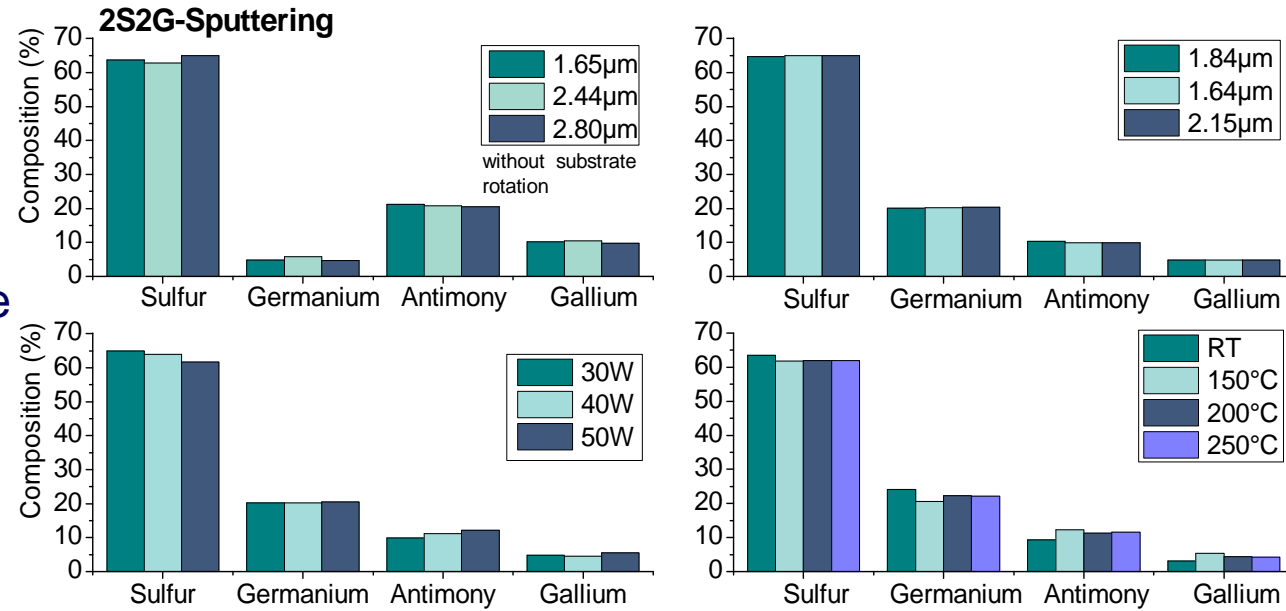 2S2G-Sputtering
Composition (%)
70
60
50
40
30
20
10
0
1.65µm
2.44µm
2.80µm
without substrate
rotation
Sulfur Germanium Antimony Gallium
70
60
50
40
30
20
10
0
1.84µm
1.64µm
2.15µm
Sulfur Germanium Antimony Gallium
e
Composition (%)
70
60
50
40
30
20
10
0
30W
40W
50W
Sulfur Germanium Antimony Gallium
70
60
50
40
30
20
10
0
RT
150°C
200°C
250°C
Sulfur Germanium Antimony Gallium